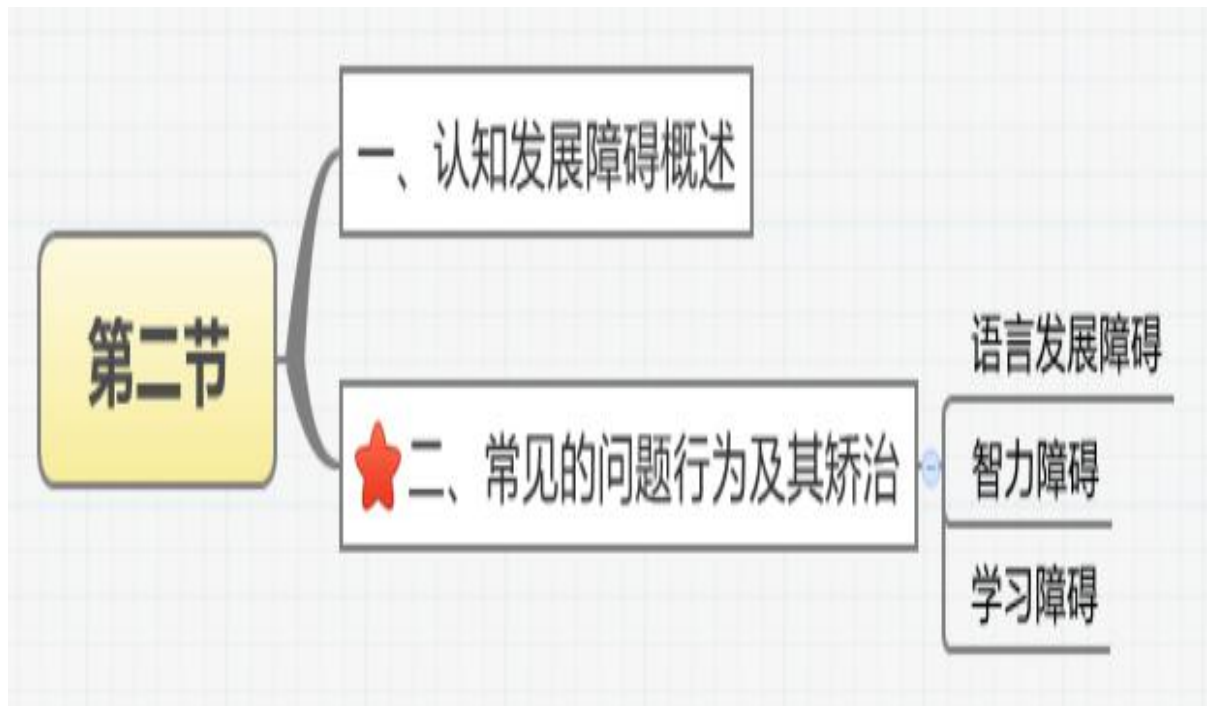 第二节
一、认知发展障碍概述
二、常见的问题行为及其矫治
语言发展障碍
智力障碍
学习障碍